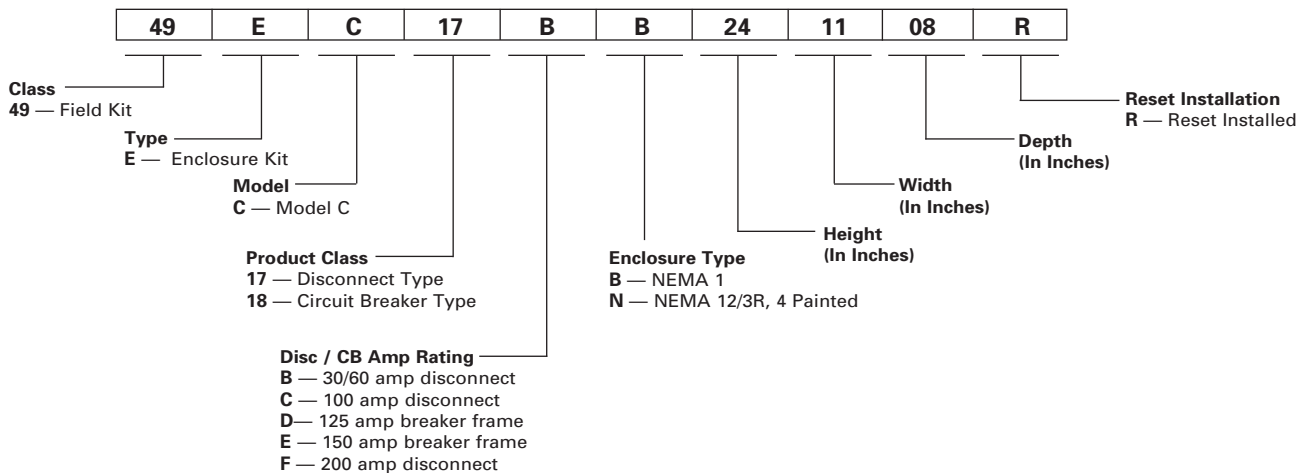 49 E C 17 B B 24 11 08 R
Class
49 — Field Kit
Type
E — Enclosure Kit
Model
C — Model C
Product Class
17 — Disconnect Type
18 — Circuit Breaker Type
Disc / CB Amp Rating
B — 30/60 amp disconnect
C — 100 amp disconnect
D— 125 amp breaker frame
E — 150 amp breaker frame
F — 200 amp disconnect
Enclosure Type
B — NEMA 1
N — NEMA 12/3R, 4 Painted
Height
(In Inches)
Width
(In Inches)
Depth
(In Inches)
Reset Installation
R — Reset Installed